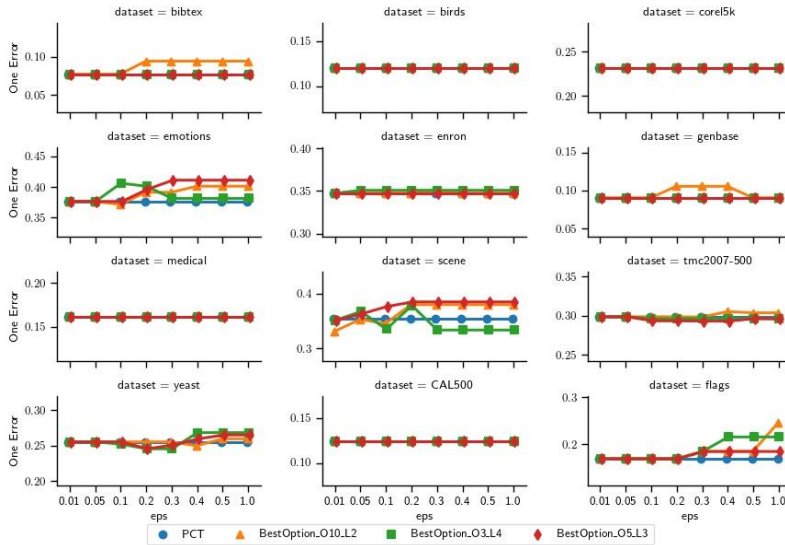 dataset = bibtex dataset = birds dataset = corel5k
One Error
0.10
0.05
0.15
0.10
0.25
0.20
dataset = emotions dataset = enron dataset = genbase
One Error
0.45
0.40
0.35
0.40
0.35
0.30
0.15
0.10
0.05
dataset = medical dataset = scene dataset = tmc2007-500
One Error
0.20
0.15
0.4
0.3
0.35
0.30
0.25
dataset = yeast dataset = CAL500 dataset = flags
One Error
0.30
0.25
0.20
0.15
0.10
0.3
0.2
0.01 0.05 0.1 0.2 0.3 0.4 0.5 1.0 0.01 0.05 0.1 0.2 0.3 0.4 0.5 1.0 0.01 0.05 0.1 0.2 0.3 0.4 0.5 1.0
eps eps eps
PCT BestOption_O10_L2 BestOption_O3_L4 BestOption_O5_L3